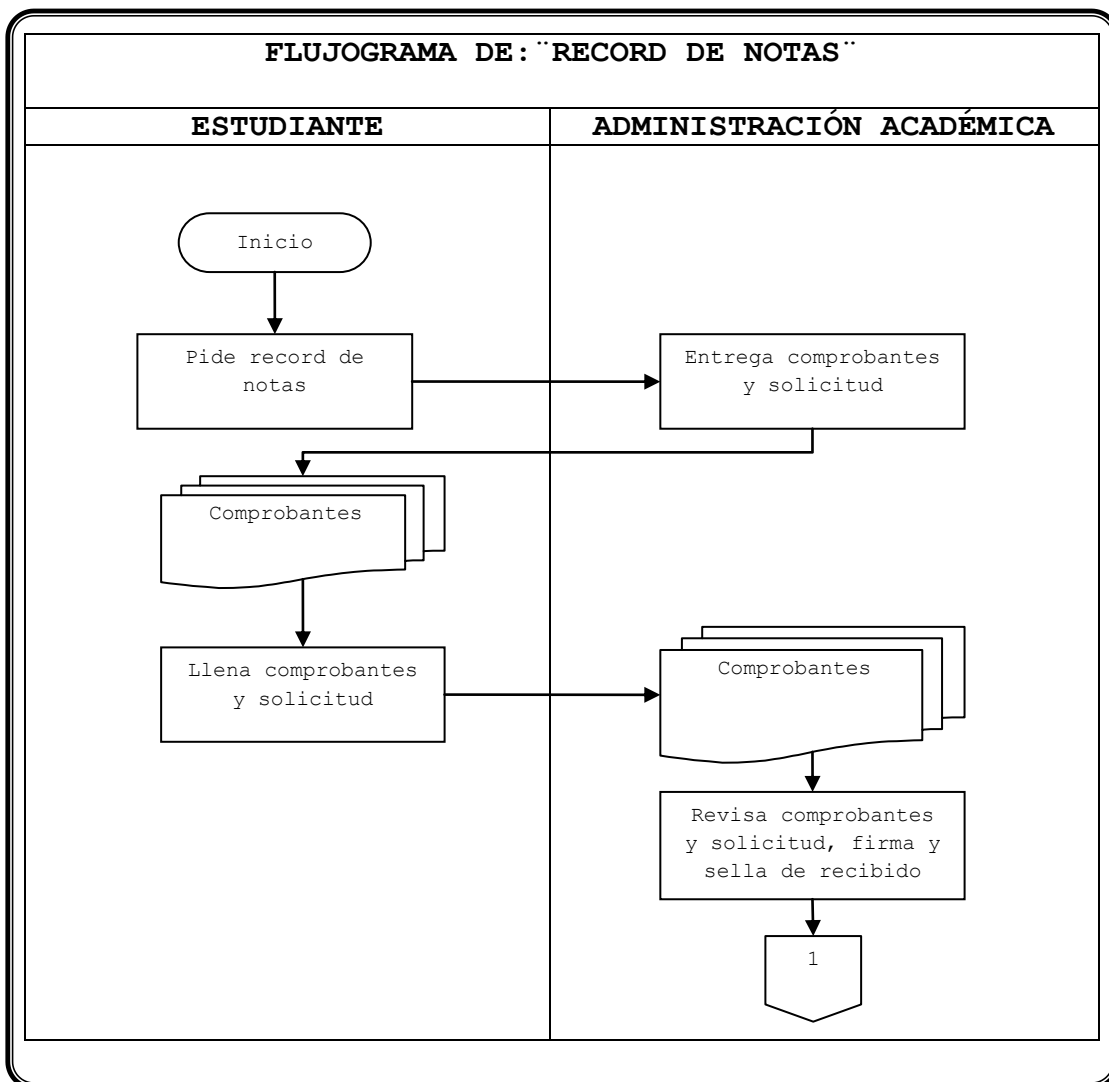 FLUJOGRAMA DE:¨RECORD DE NOTAS¨
ESTUDIANTE
ADMINISTRACIÓN ACADÉMICA
Inicio
Pide record de
notas
Entrega comprobantes
y solicitud
Comprobantes
Llena comprobantes
y solicitud
Comprobantes
Revisa comprobantes
y solicitud, firma y
sella de recibido
1